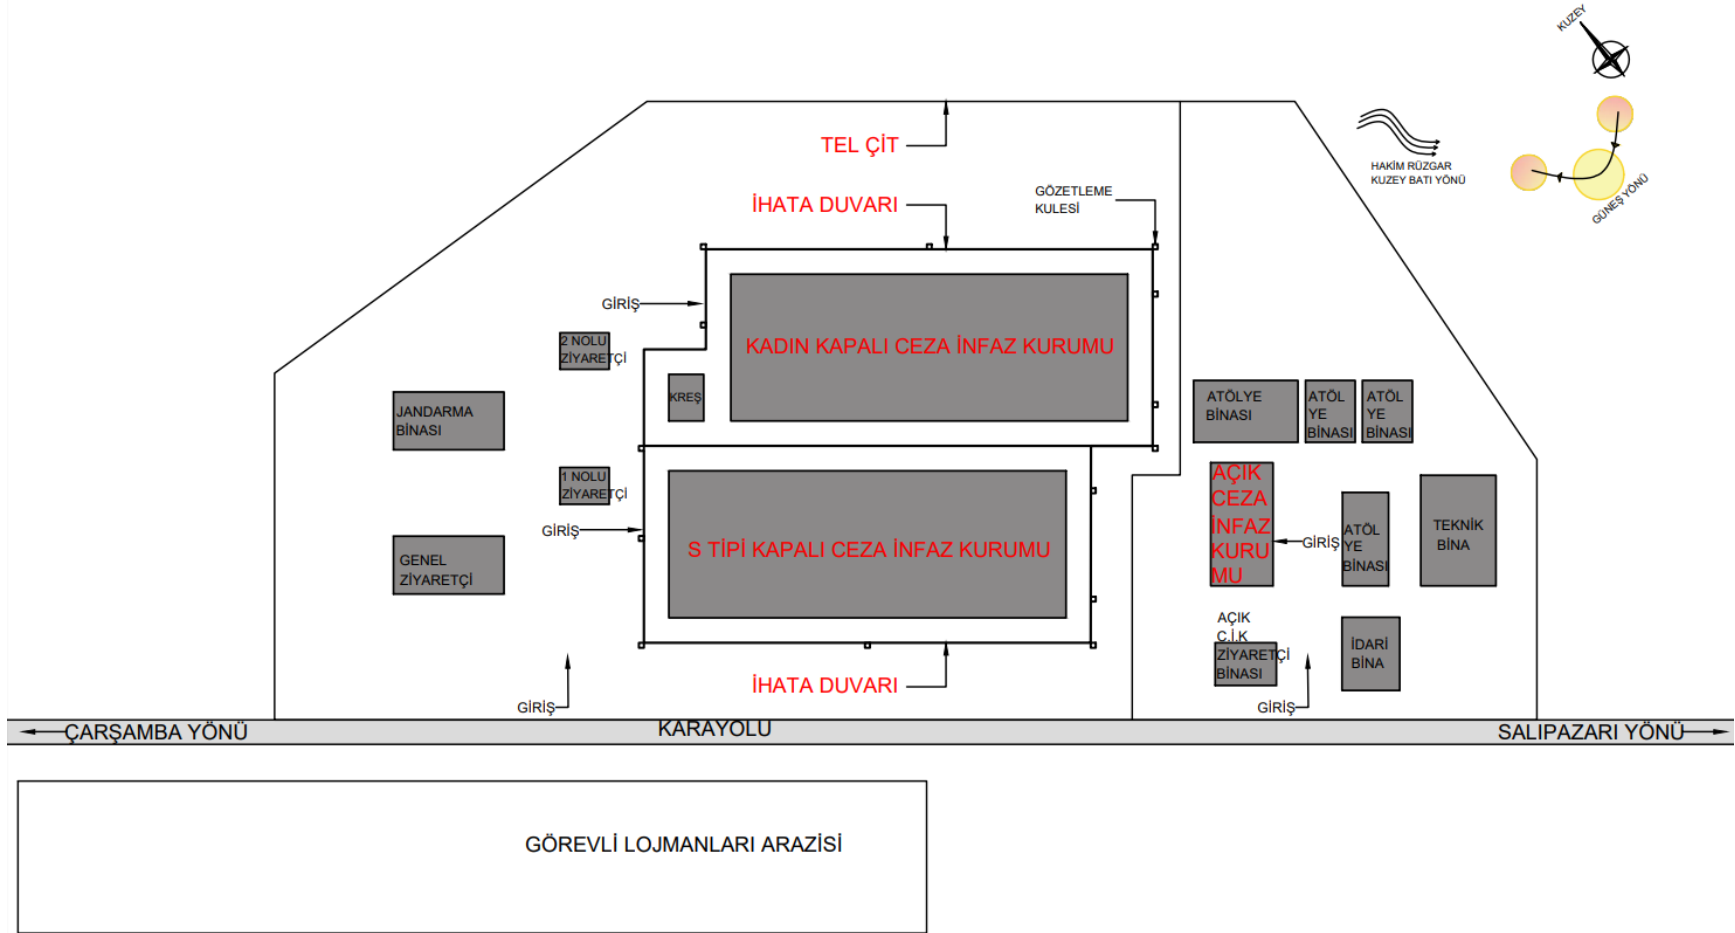 KUZEY
HAKİM RÜZGAR
KUZEY BATI YÖNÜ
GÜNEŞ YÖNÜ
TEL ÇİT
İHATA DUVARI
GÖZETLEME
KULESİ
GİRİŞ
2 NOLU
ZİYARETÇİ
KADIN KAPALI CEZA İNFAZ KURUMU
KREŞ
JANDARMA
BİNASI
1 NOLU
ZİYARETÇİ
GİRİŞ
S TİPİ KAPALI CEZA İNFAZ KURUMU
GENEL
ZİYARETÇİ
İHATA DUVARI
GİRİŞ
ATÖLYE
BİNASI
ATÖL
YE
BİNASI
ATÖL
YE
BİNASI
AÇIK
CEZA
İNFAZ
KURU
MU
GİRİŞ
ATÖL
YE
BİNASI
TEKNİK
BİNA
AÇIK
C.İ.K
ZİYARETÇİ
BİNASI
İDARİ
BİNA
GİRİŞ
ÇARŞAMBA YÖNÜ
KARAYOLU
SALIPAZARI YÖNÜ
GÖREVLİ LOJMANLARI ARAZİSİ